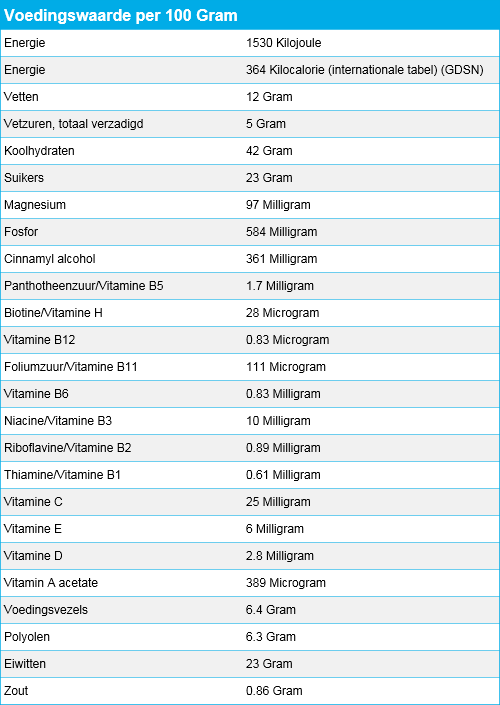 Voedingswaarde per 100 Gram
Energie 1530 Kilojoule
Energie 364 Kilocalorie (internationale tabel) (GDSN)
Vetten 12 Gram
Vetzuren, totaal verzadigd 5 Gram
Koolhydraten 42 Gram
Suikers 23 Gram
Magnesium 97 Milligram
Fosfor 584 Milligram
Cinnamyl alcohol 361 Milligram
Panthotheenzuur/Vitamine B5 1.7 Milligram
Biotine/Vitamine H 28 Microgram
Vitamine B12 0.83 Microgram
Foliumzuur/Vitamine B11 111 Microgram
Vitamine B6 0.83 Milligram
Niacine/Vitamine B3 10 Milligram
Riboflavine/Vitamine B2 0.89 Milligram
Thiamine/Vitamine B1 0.61 Milligram
Vitamine C 25 Milligram
Vitamine E 6 Milligram
Vitamine D 2.8 Milligram
Vitamin A acetate 389 Microgram
Voedingsvezels 6.4 Gram
Polyolen 6.3 Gram
Eiwitten 23 Gram
Zout 0.86 Gram